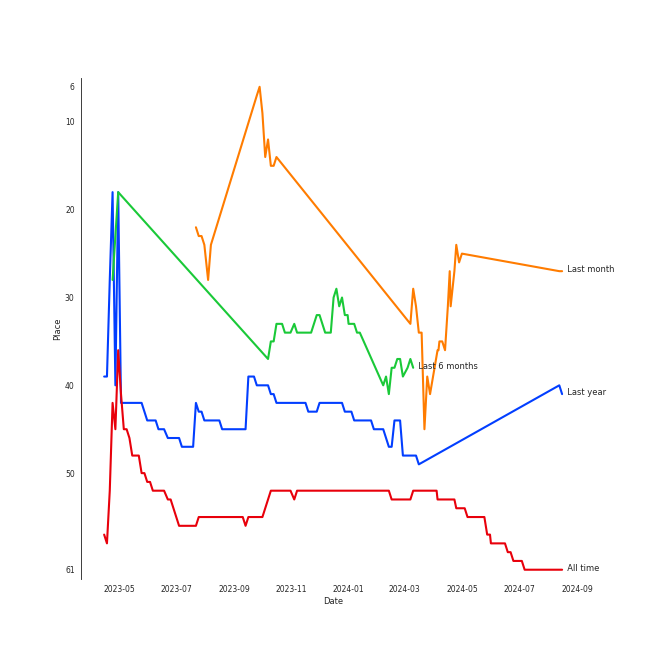 6
10
20
30
40
50
61
Place
Last month
Last 6 months
Last year
All time
2023-05 2023-07 2023-09 2023-11 2024-01 2024-03 2024-05 2024-07 2024-09
Date